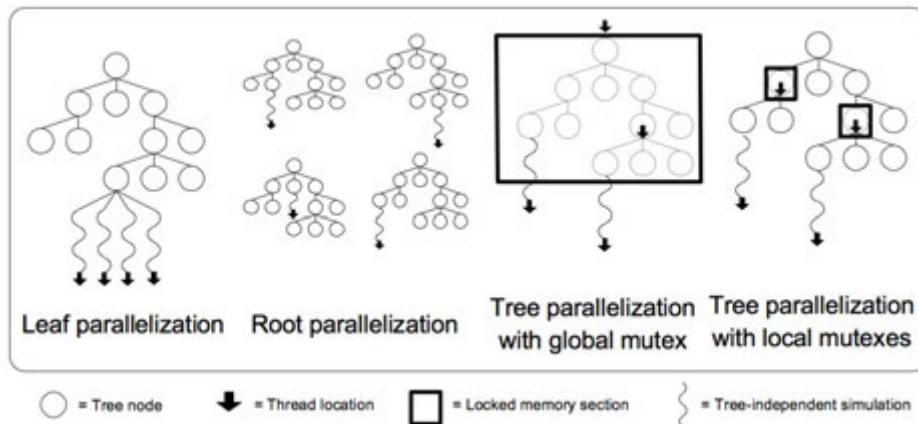 Leaf parallelization
Root parallelization
Tree parallelization
with global mutex
Tree parallelization
with local mutexes
= Tree node
= Thread location
= Locked memory section
= Tree-independent simulation